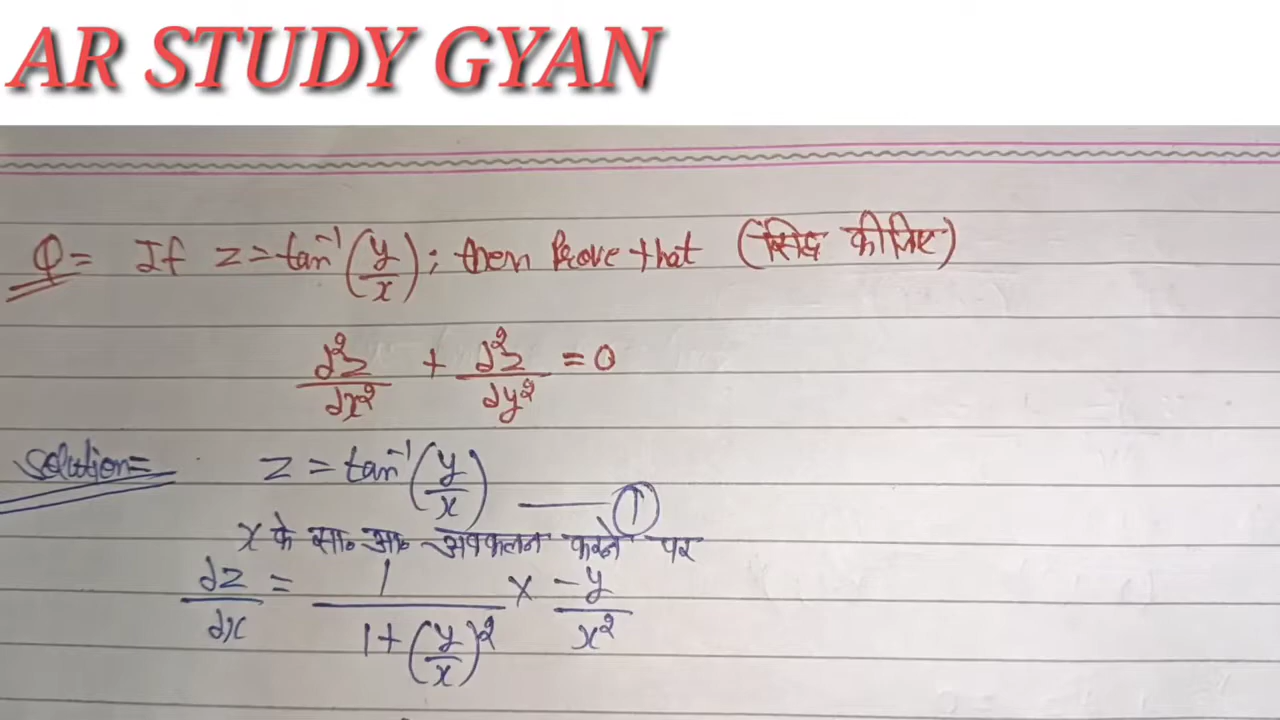 AR STUDY GYAN
Q= If z=tan⁻¹(y/x); then Prove that (सिद्ध कीजिए)
∂²z/∂x² + ∂²z/∂y² = 0
Solution= z = tan⁻¹(y/x) —— ①
x के सा० आ० अवकलन करने पर
∂z/∂x = 1/(1+(y/x)²) × -y/x²